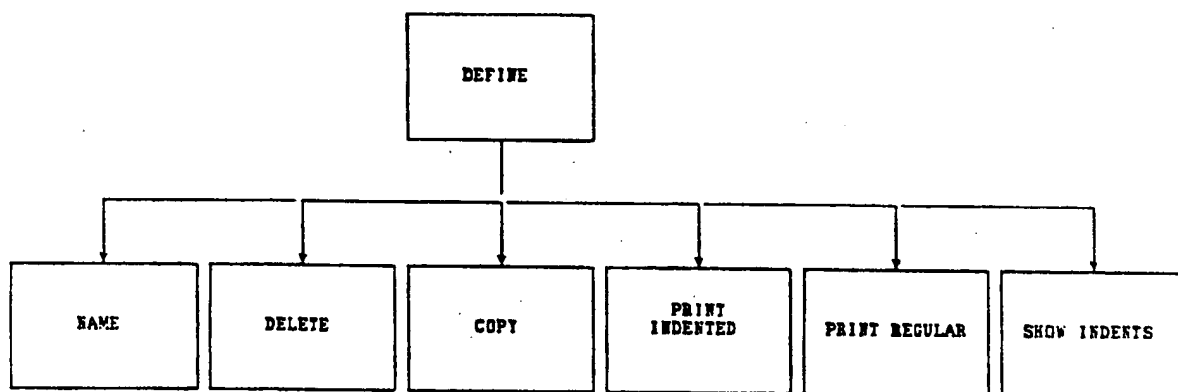 DEFINE
NAME
DELETE
COPY
PRINT
INDENTED
PRINT REGULAR
SHOW INDENTS